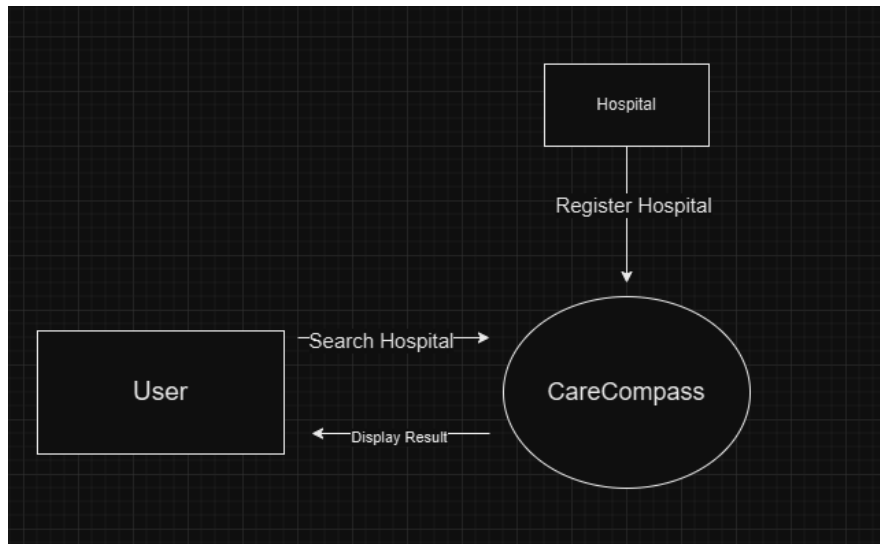 Hospital
Register Hospital
Search Hospital
User
CareCompass
Display Result